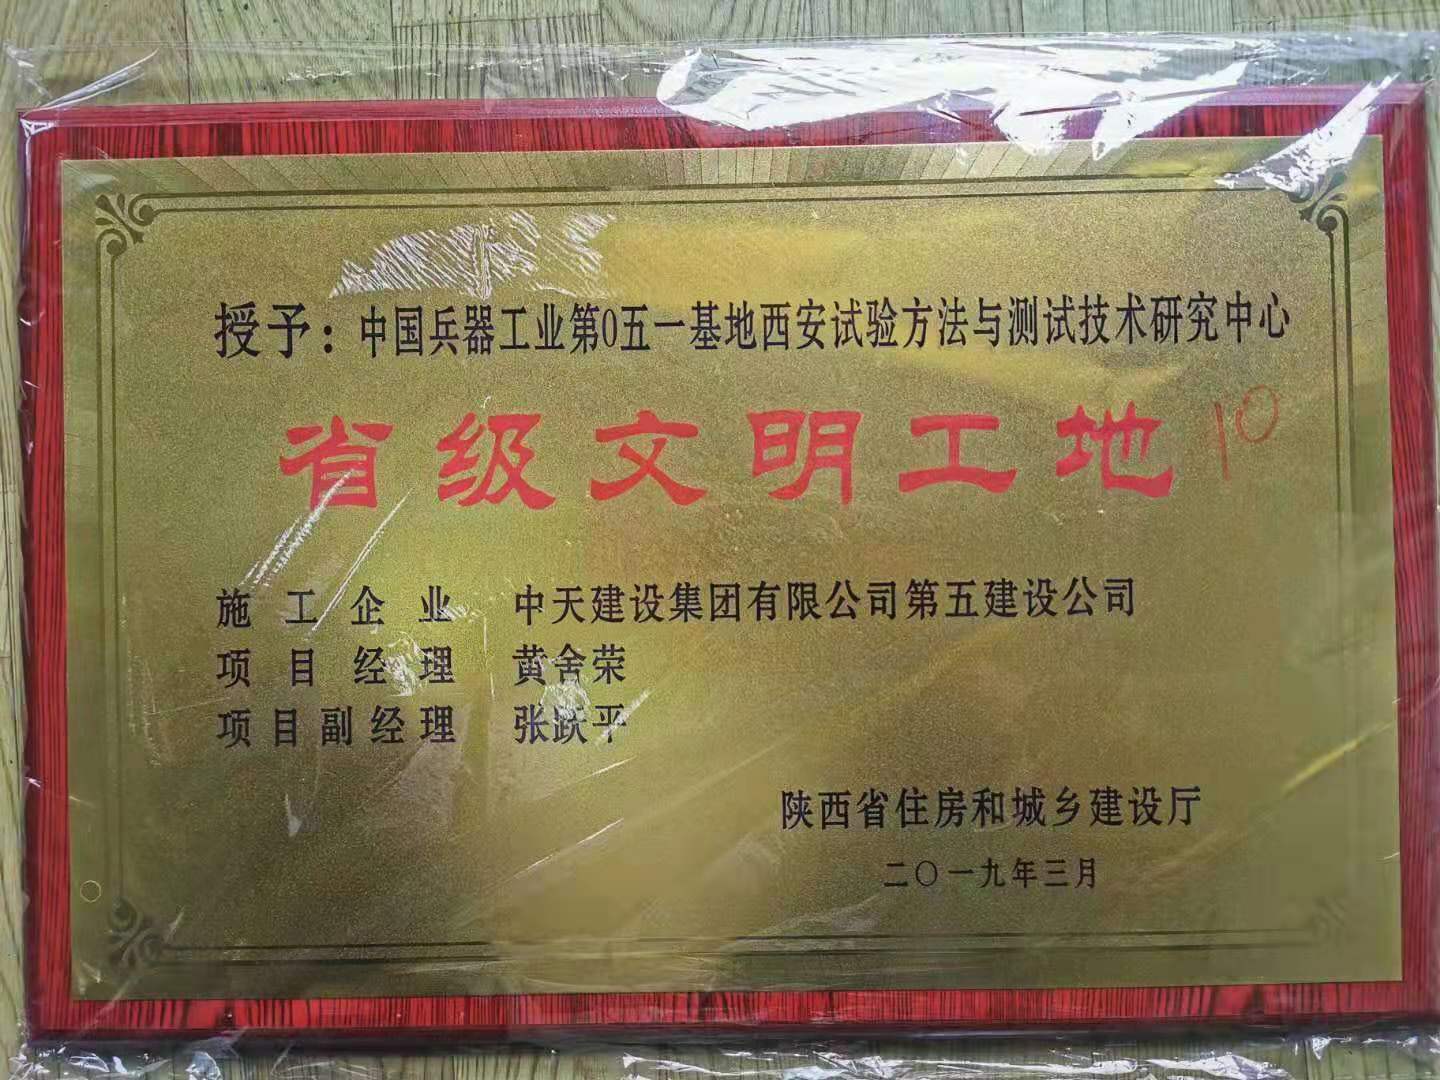 授予：中国兵器工业第0五一基地西安试验方法与测试技术研究中心
省级文明工地
10
施工企业 中天建设集团有限公司第五建设公司
项目经理 黄舍荣
项目副经理 张跃平
陕西省住房和城乡建设厅
二〇一九年三月